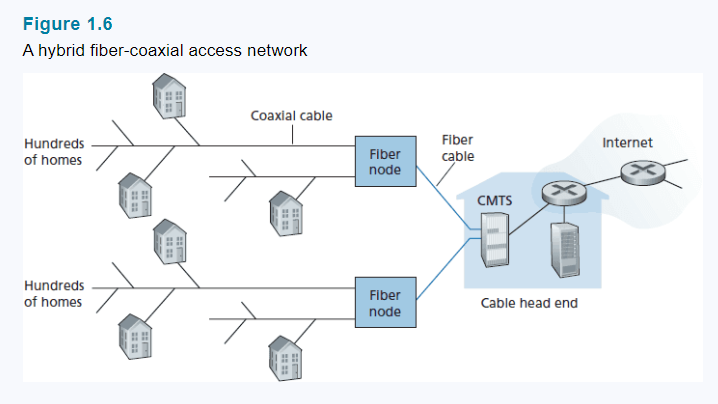 Figure 1.6
A hybrid fiber-coaxial access network
Coaxial cable
Hundreds
of homes
Fiber
node
Fiber
cable
Internet
CMTS
Hundreds
of homes
Fiber
node
Cable head end